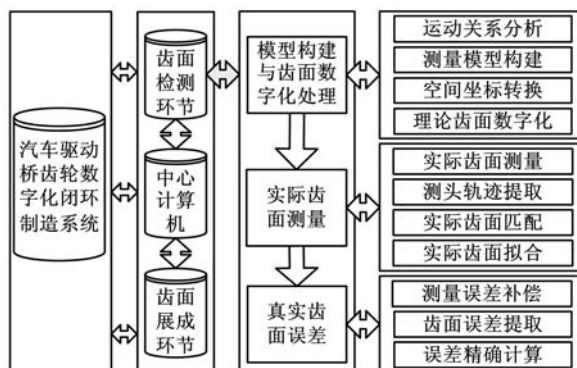 汽车驱动
桥齿轮数
字化闭环
制造系统
齿面
检测
环节
中心
计算
机
齿面
展成
环节
模型构建
与齿面数
字化处理
实际齿
面测量
真实齿
面误差
运动关系分析
测量模型构建
空间坐标转换
理论齿面数字化
实际齿面测量
测头轨迹提取
实际齿面匹配
实际齿面拟合
测量误差补偿
齿面误差提取
误差精确计算